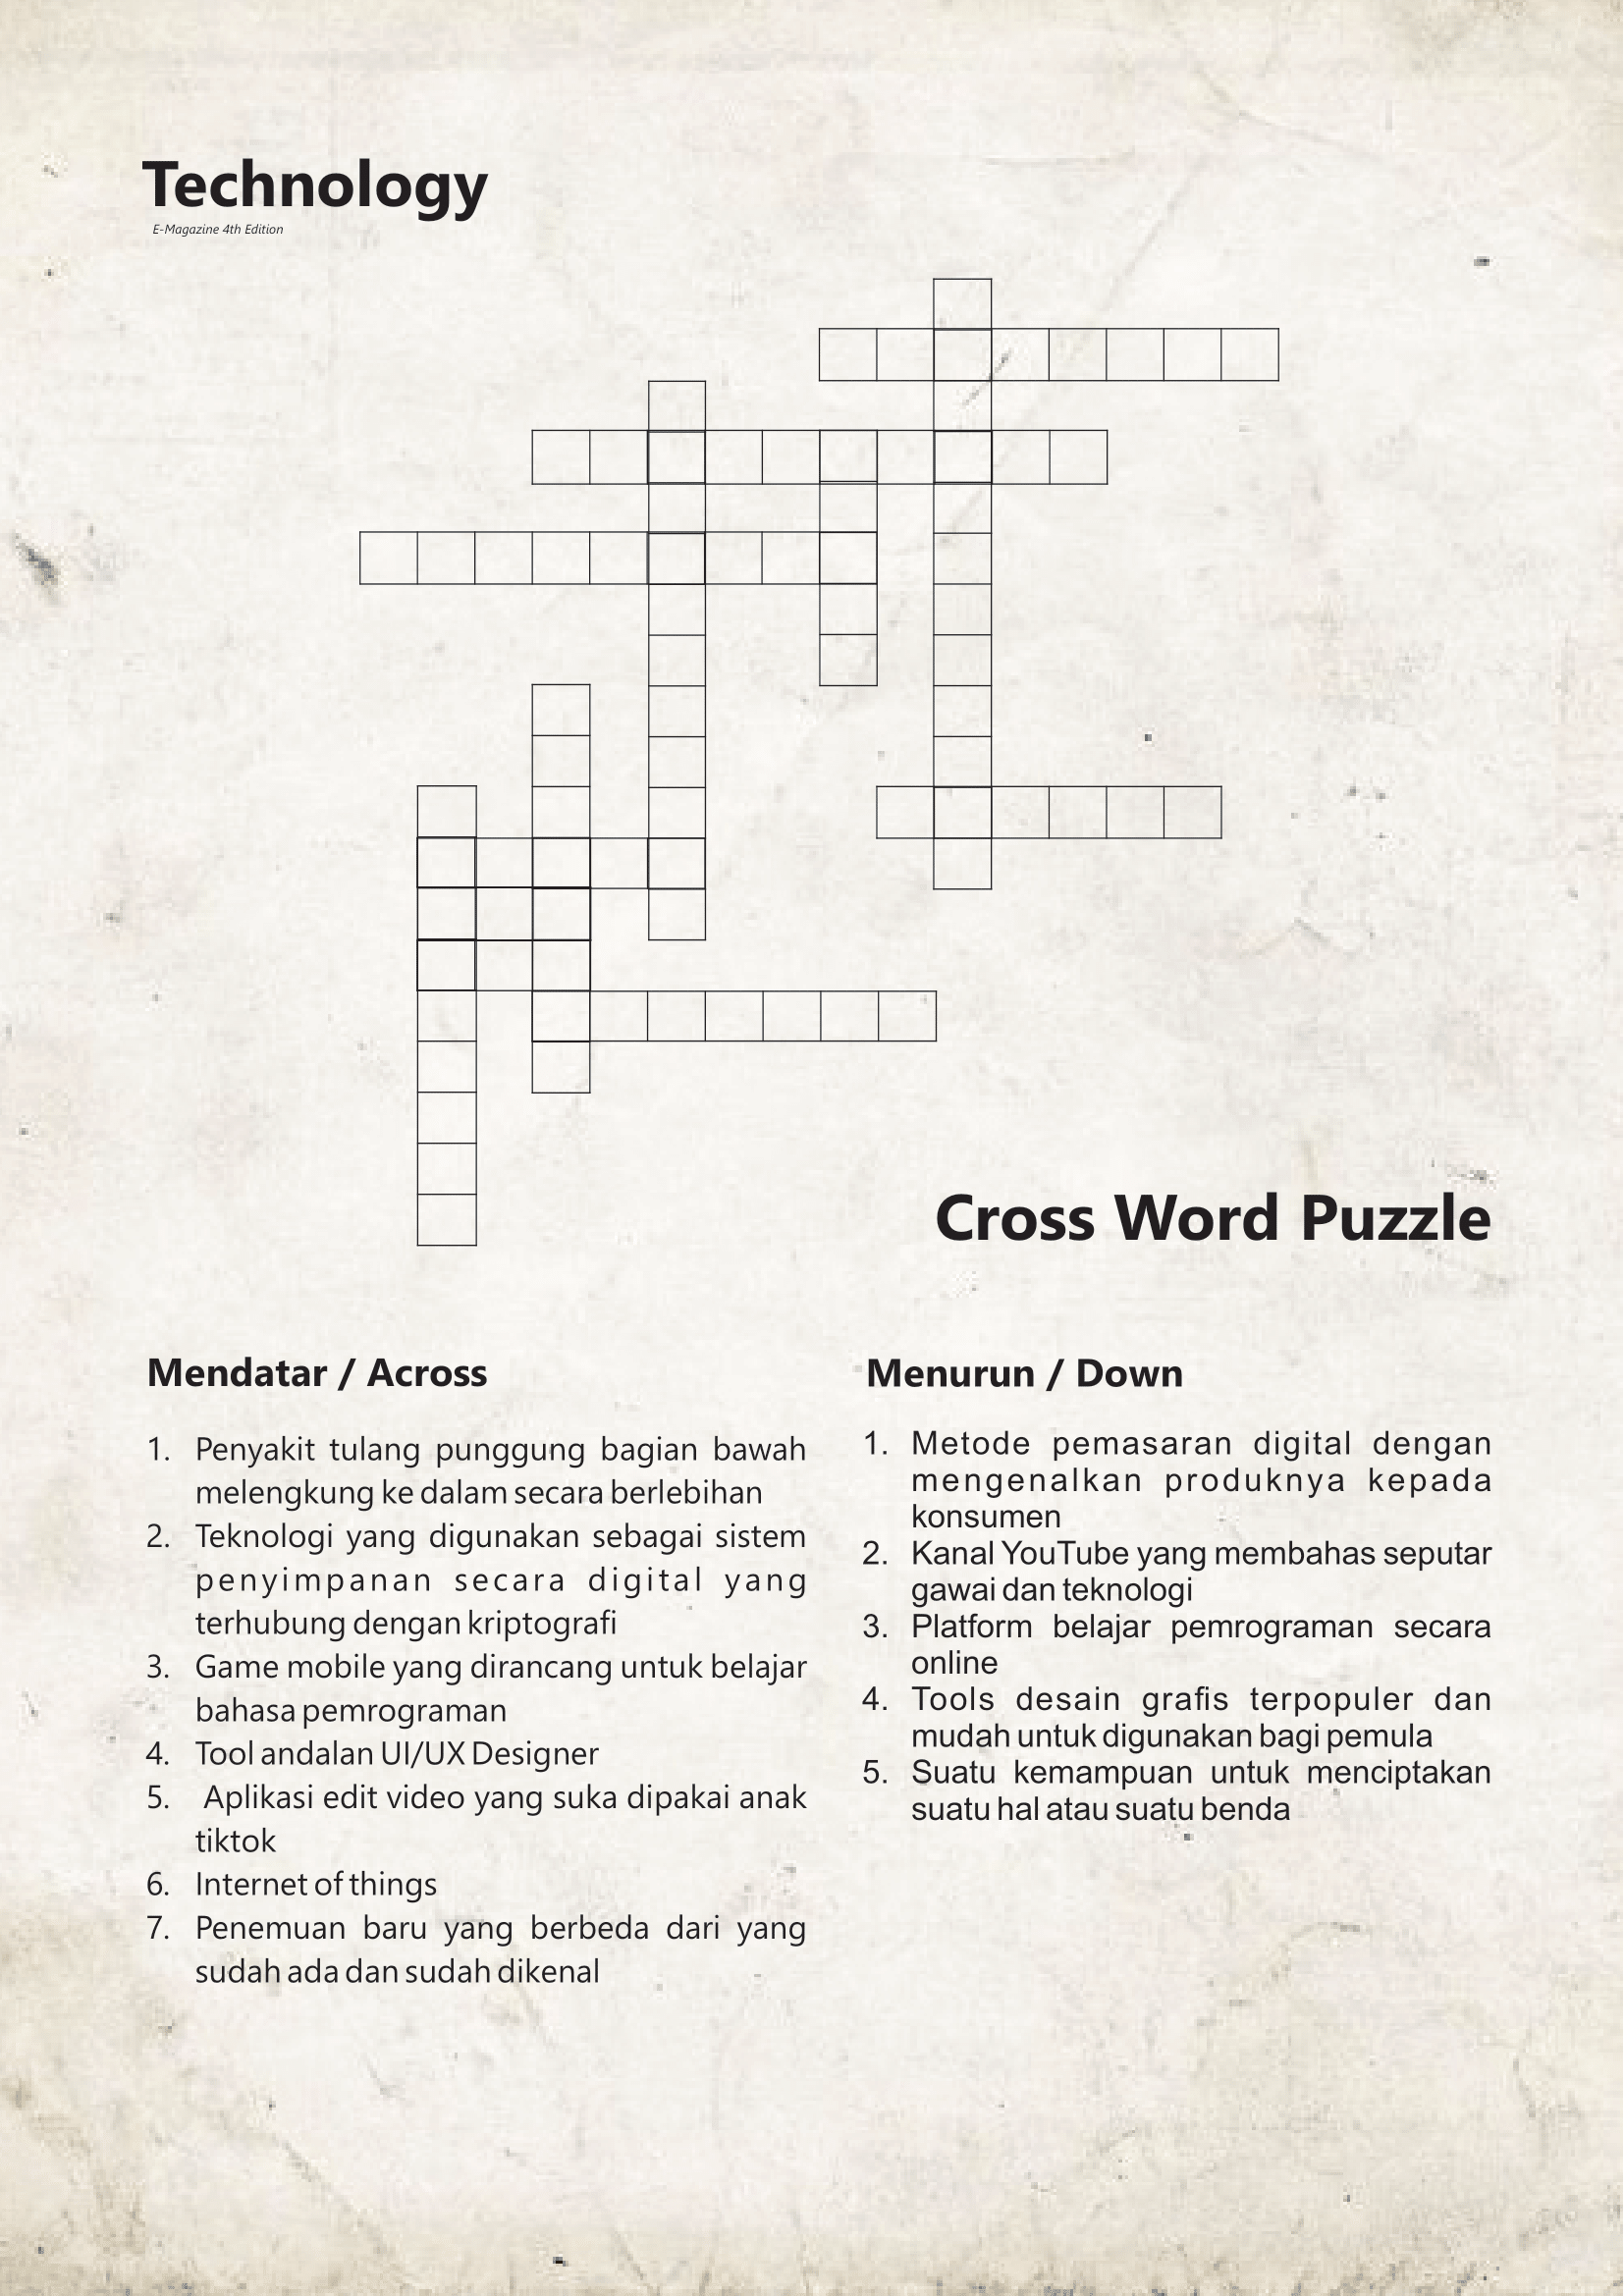 Technology
E-Magazine 4th Edition
Cross Word Puzzle
Mendatar / Across
1. Penyakit tulang punggung bagian bawah
melengkung ke dalam secara berlebihan
2. Teknologi yang digunakan sebagai sistem
penyimpanan secara digital yang
terhubung dengan kriptografi
3. Game mobile yang dirancang untuk belajar
bahasa pemrograman
4. Tool andalan UI/UX Designer
5. Aplikasi edit video yang suka dipakai anak
tiktok
6. Internet of things
7. Penemuan baru yang berbeda dari yang
sudah ada dan sudah dikenal
Menurun / Down
1. Metode pemasaran digital dengan
mengenalkan produknya kepada
konsumen
2. Kanal YouTube yang membahas seputar
gawai dan teknologi
3. Platform belajar pemrograman secara
online
4. Tools desain grafis terpopuler dan
mudah untuk digunakan bagi pemula
5. Suatu kemampuan untuk menciptakan
suatu hal atau suatu benda